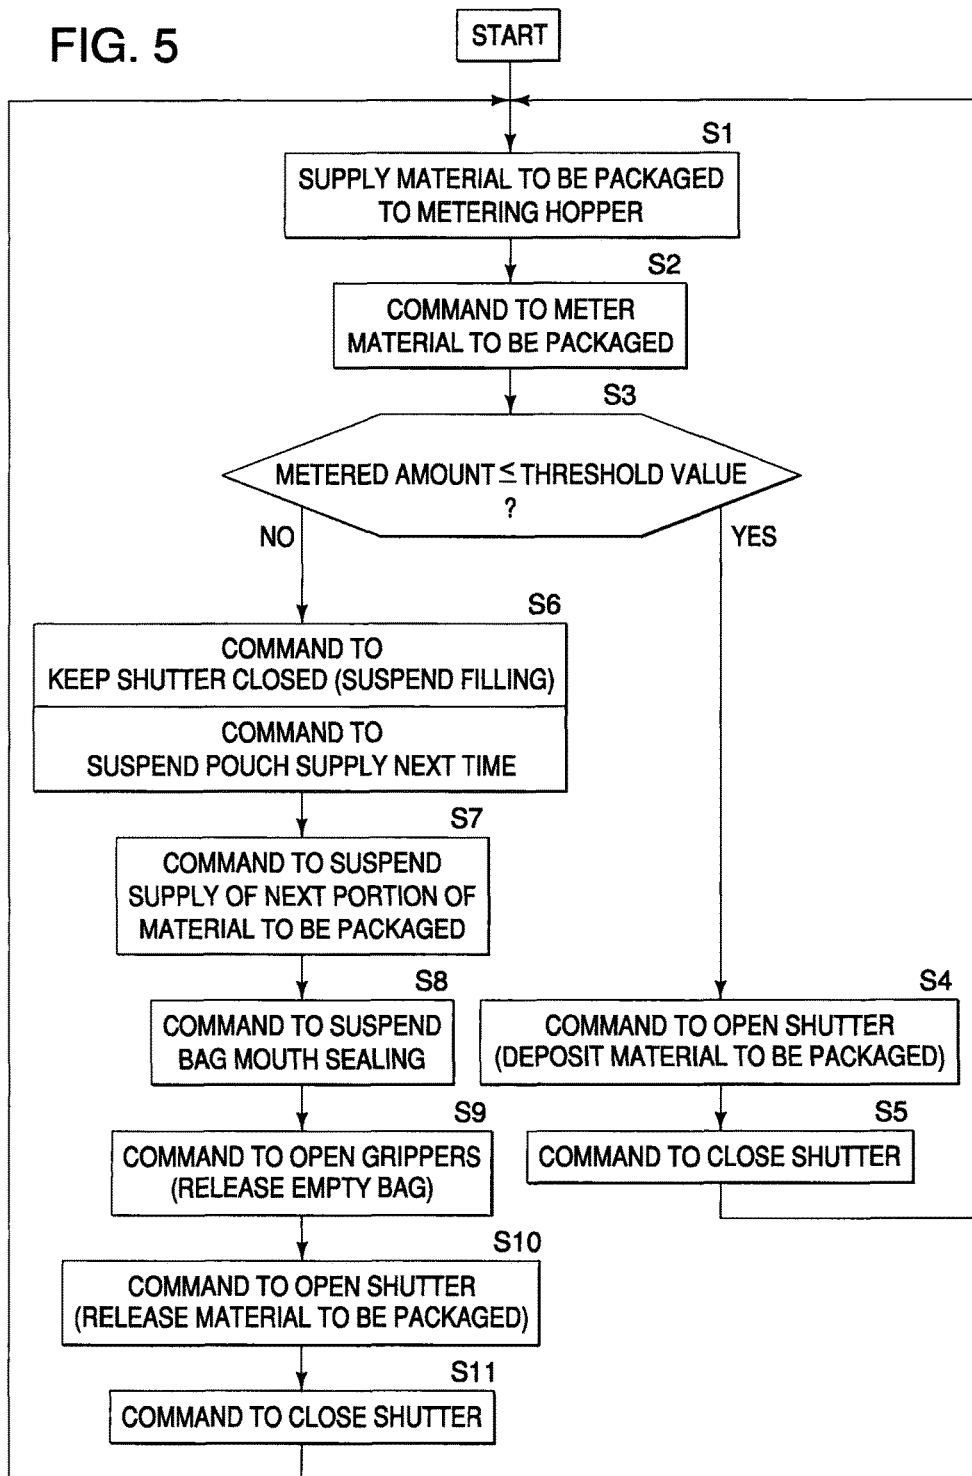 FIG. 5
START
S1
SUPPLY MATERIAL TO BE PACKAGED
TO METERING HOPPER
S2
COMMAND TO METER
MATERIAL TO BE PACKAGED
S3
METERED AMOUNT ≤ THRESHOLD VALUE
?
NO
YES
S6
COMMAND TO
KEEP SHUTTER CLOSED (SUSPEND FILLING)
COMMAND TO
SUSPEND POUCH SUPPLY NEXT TIME
S7
COMMAND TO SUSPEND
SUPPLY OF NEXT PORTION OF
MATERIAL TO BE PACKAGED
S8
COMMAND TO SUSPEND
BAG MOUTH SEALING
S4
COMMAND TO OPEN SHUTTER
(DEPOSIT MATERIAL TO BE PACKAGED)
S9
COMMAND TO OPEN GRIPPERS
(RELEASE EMPTY BAG)
S5
COMMAND TO CLOSE SHUTTER
S10
COMMAND TO OPEN SHUTTER
(RELEASE MATERIAL TO BE PACKAGED)
S11
COMMAND TO CLOSE SHUTTER